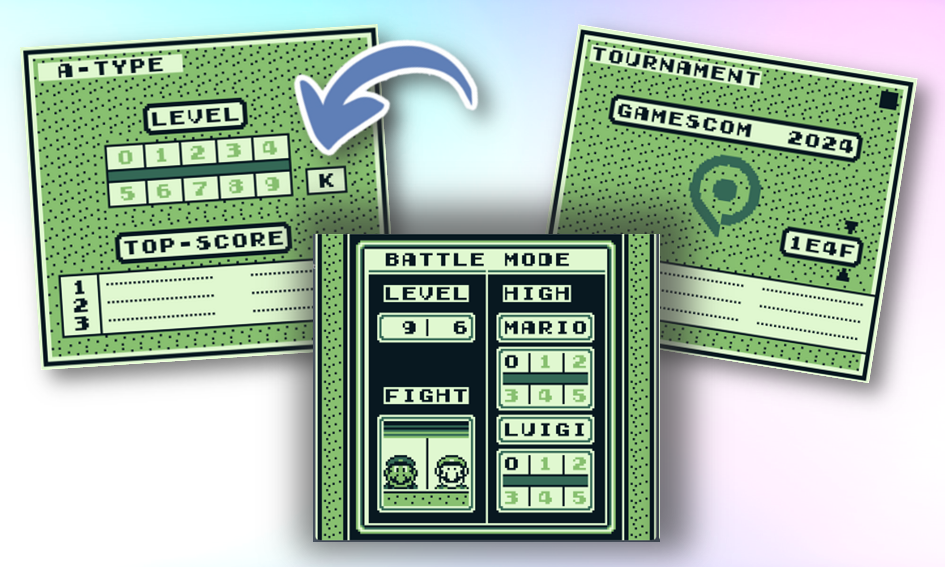 A-TYPE
LEVEL
0 1 2 3 4
5 6 7 8 9
K
TOP-SCORE
1
2
3
TOURNAMENT
GAMESCOM 2024
1E4F
BATTLE MODE
LEVEL
9 6
FIGHT
HIGH
MARIO
0 1 2
3 4 5
LUIGI
0 1 2
3 4 5